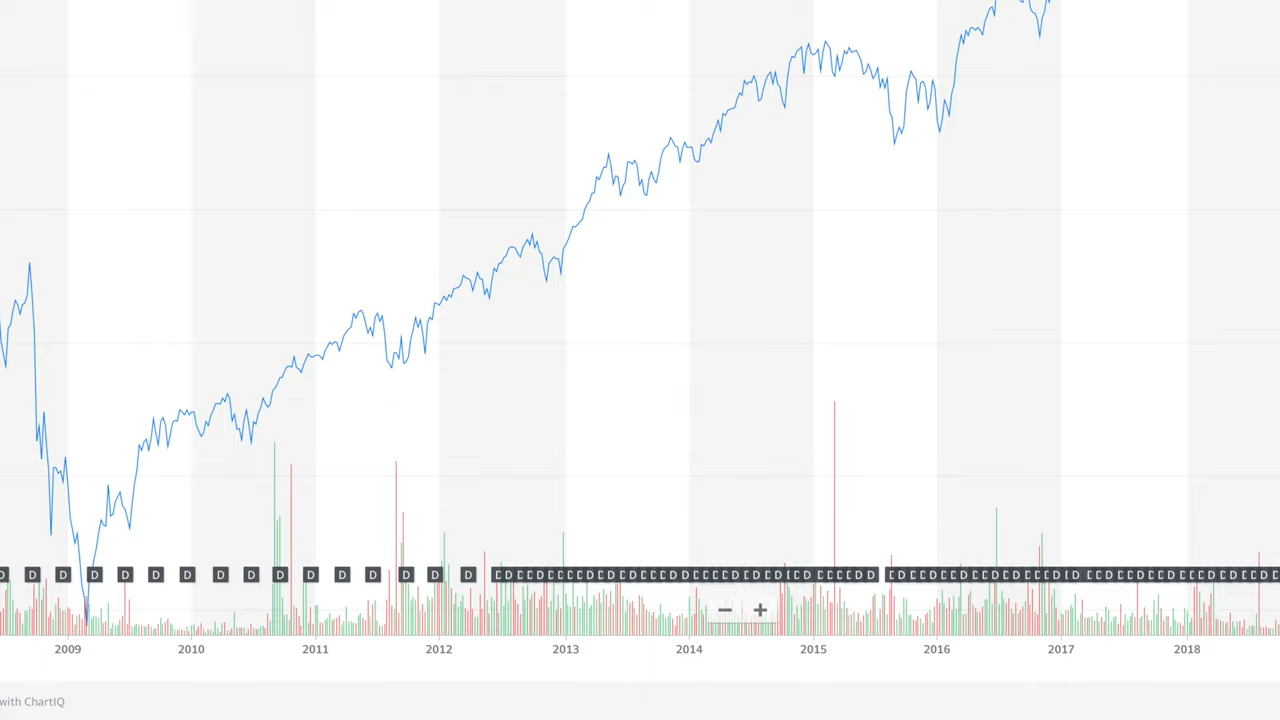 D D D D D D D D D D D D D D D D D D D D D D D D D D D D D D D D D D D D D D D D D D D D D D D D D D D D D D D D D D D D D D D D D D D D D D D D D D D D D D D D
− +
2009 2010 2011 2012 2013 2014 2015 2016 2017 2018
with ChartIQ